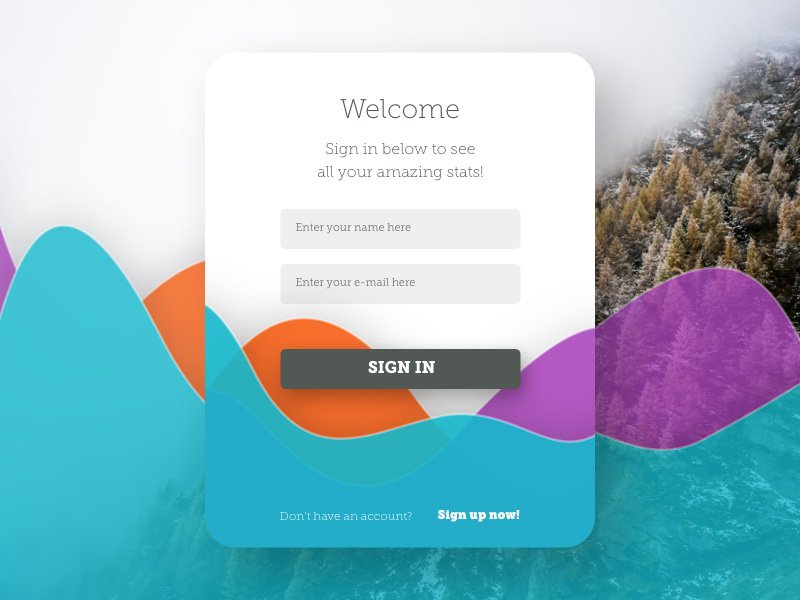 Welcome
Sign in below to see
all your amazing stats!
Enter your name here
Enter your e-mail here
SIGN IN
Don't have an account? Sign up now!